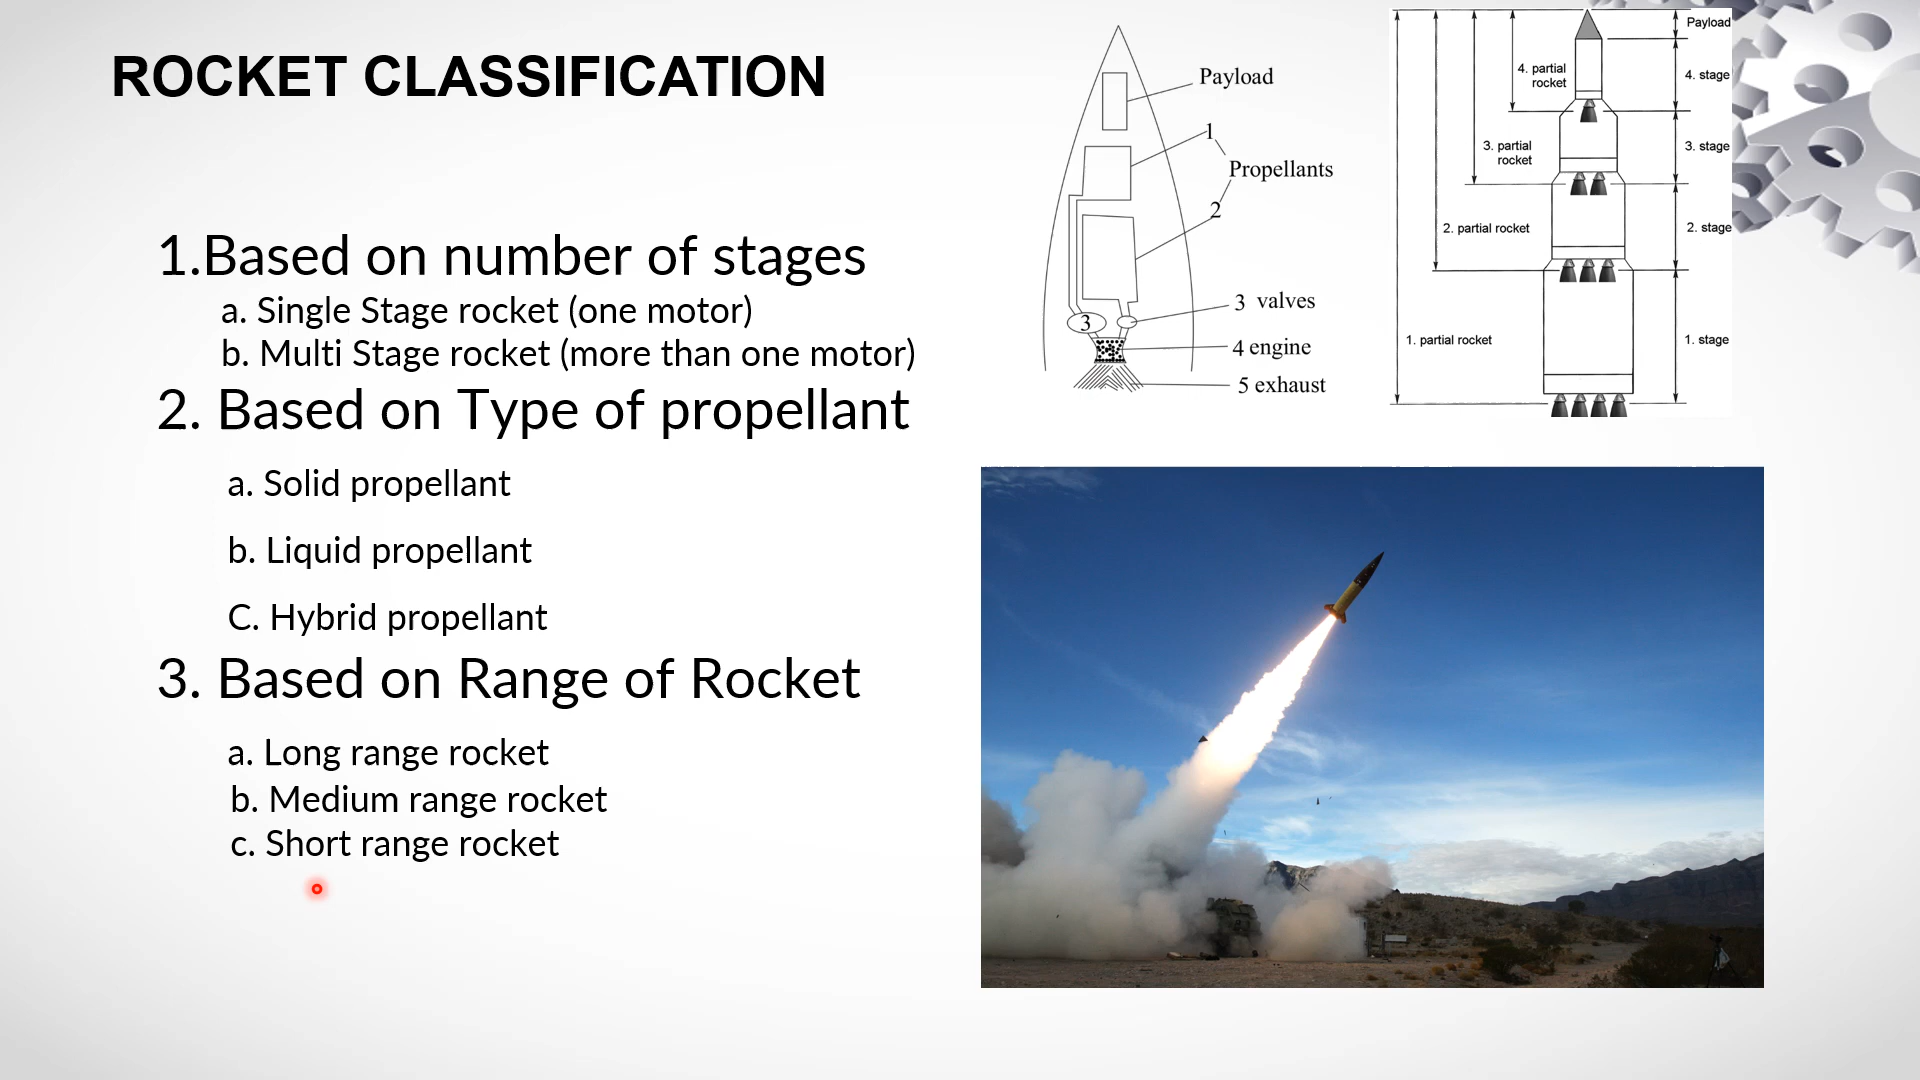 ROCKET CLASSIFICATION
1.Based on number of stages
a. Single Stage rocket (one motor)
b. Multi Stage rocket (more than one motor)
2. Based on Type of propellant
a. Solid propellant
b. Liquid propellant
C. Hybrid propellant
3. Based on Range of Rocket
a. Long range rocket
b. Medium range rocket
c. Short range rocket
Payload
1
Propellants
2
3 valves
3
4 engine
5 exhaust
Payload
4. partial
rocket
4. stage
3. partial
rocket
3. stage
2. partial rocket
2. stage
1. partial rocket
1. stage